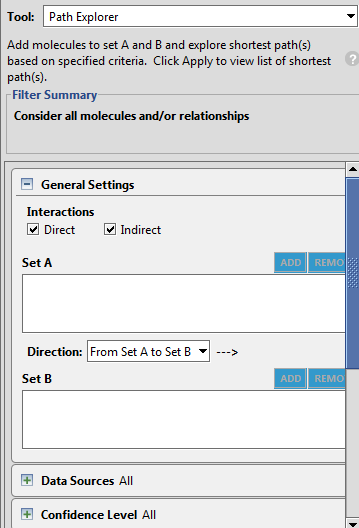 Tool: Path Explorer
Add molecules to set A and B and explore shortest path(s)
based on specified criteria. Click Apply to view list of shortest
path(s).
?
Filter Summary
Consider all molecules and/or relationships
General Settings
Interactions
Direct Indirect
Set A ADD REMO
Direction: From Set A to Set B --->
Set B ADD REMO
Data Sources All
Confidence Level All